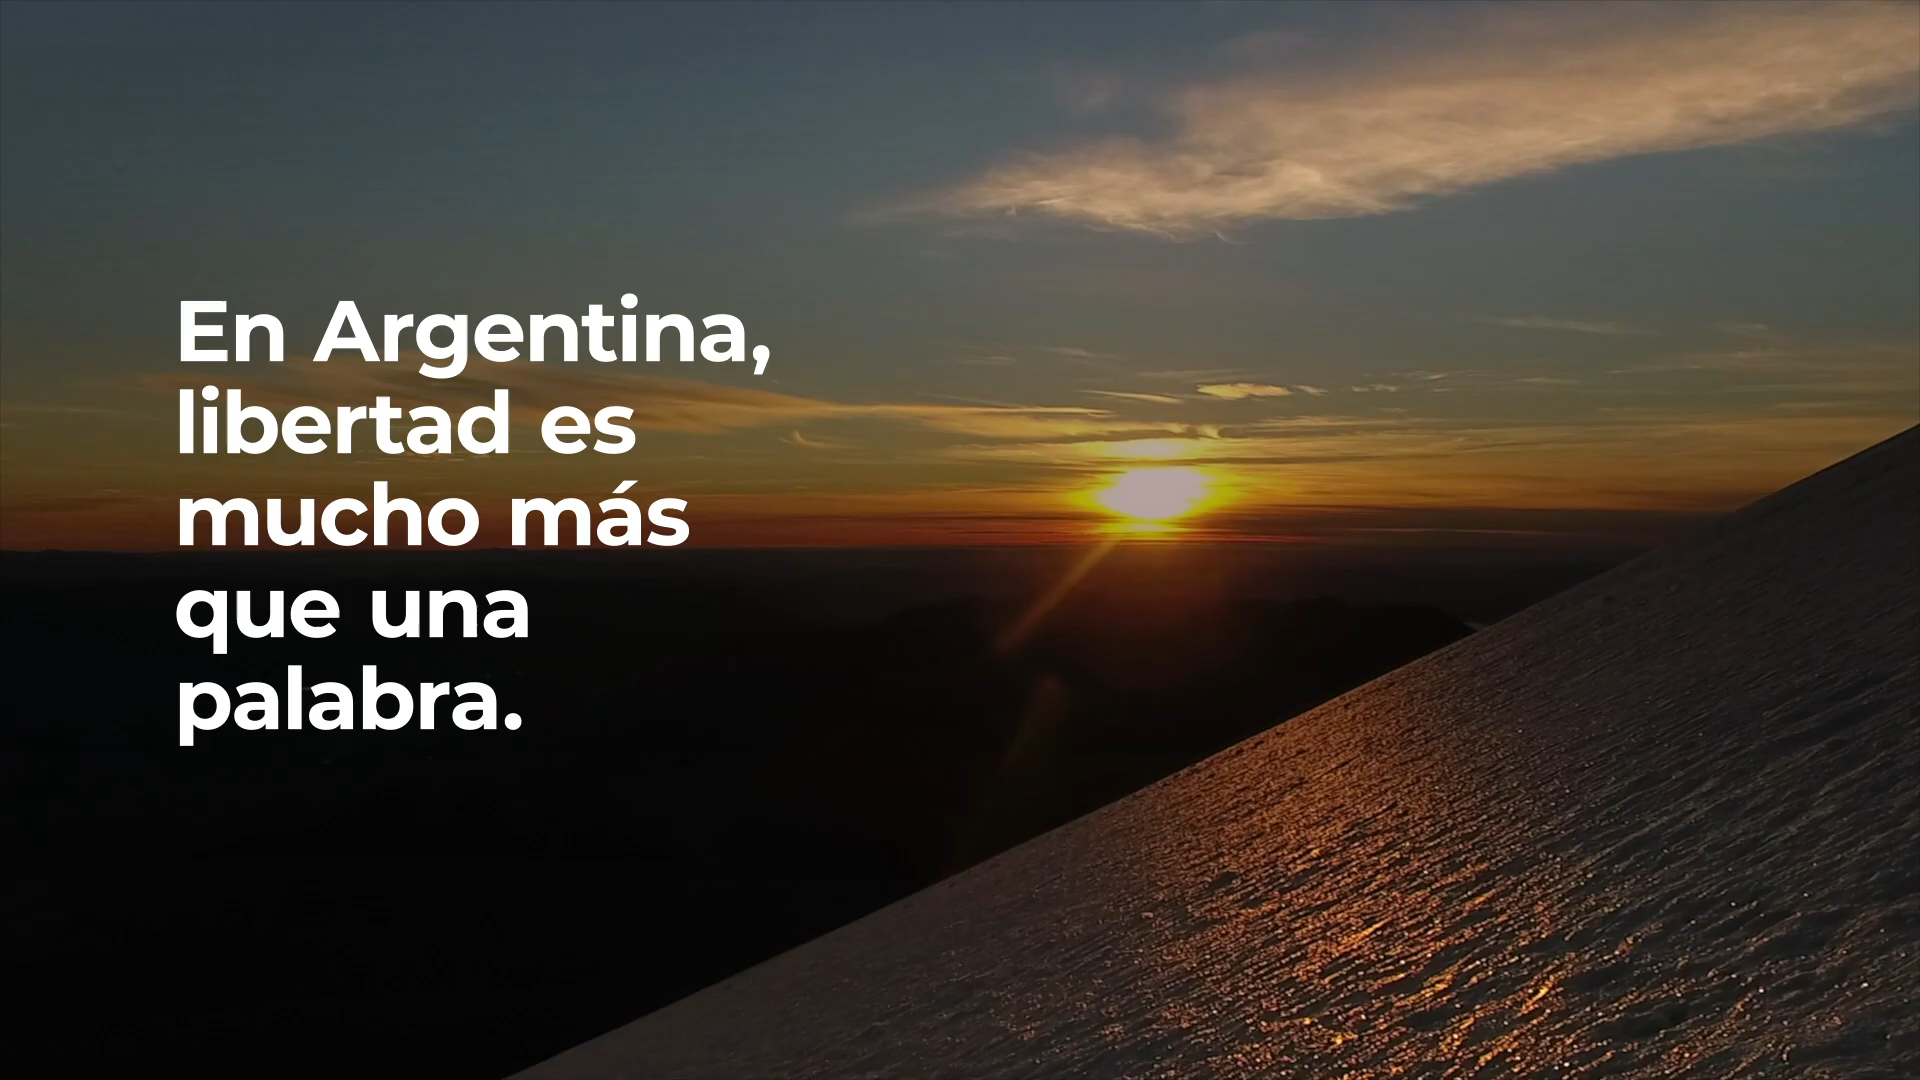 En Argentina,
libertad es
mucho más
que una
palabra.